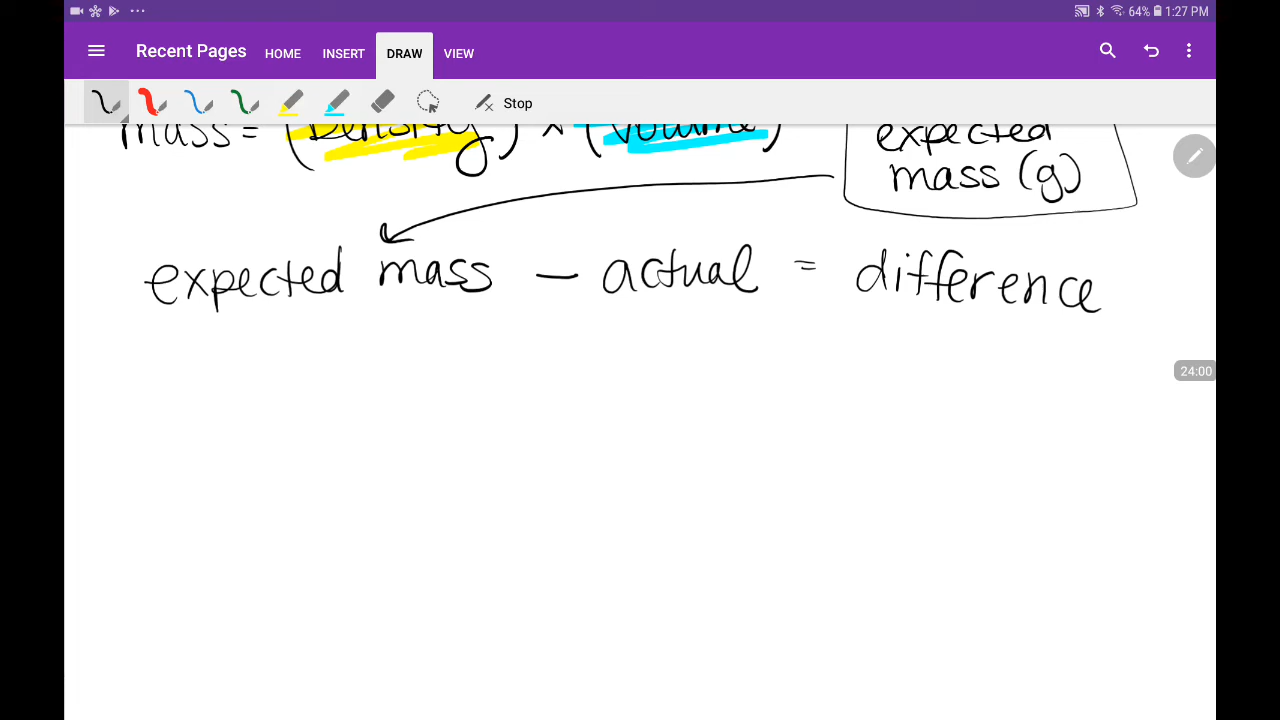 64% 1:27 PM
Recent Pages HOME INSERT DRAW VIEW
Stop
mass = (Density) × (Volume)
expected
mass (g)
expected mass — actual = difference
24:00